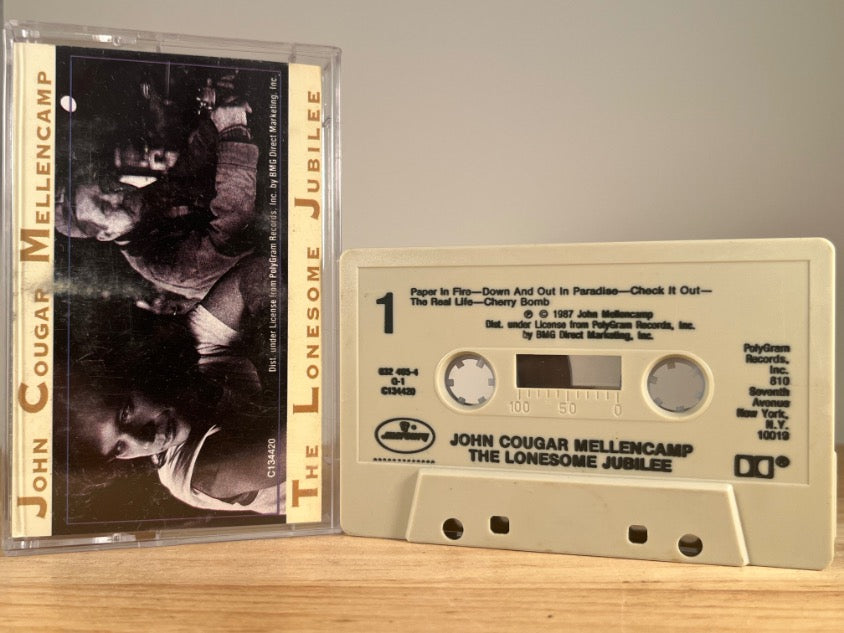 JOHN COUGAR MELLENCAMP
Dist. under License from PolyGram Records, Inc. by BMG Direct Marketing, Inc.
C134420
THE LONESOME JUBILEE
1
Paper In Fire—Down And Out In Paradise—Check It Out—
The Real Life—Cherry Bomb
℗ © 1987 John Mellencamp
Dist. under License from PolyGram Records, Inc.
by BMG Direct Marketing, Inc.
832 465-4
G-1
C134420
PolyGram
Records,
Inc.
810
Seventh
Avenue
New York,
N.Y.
10019
100 50 0
mercury
JOHN COUGAR MELLENCAMP
THE LONESOME JUBILEE